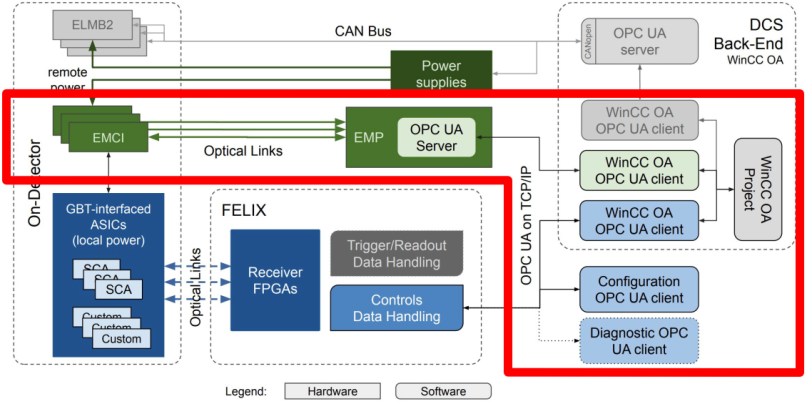 ELMB2
CAN Bus
CANopen
OPC UA
server
DCS
Back-End
WinCC OA
remote
power
Power
supplies
WinCC OA
OPC UA client
EMCI
Optical Links
EMP
OPC UA
Server
WinCC OA
OPC UA client
WinCC OA
Project
On-Detector
GBT-interfaced
ASICs
(local power)
FELIX
OPC UA on TCP/IP
WinCC OA
OPC UA client
SCA
SCA
SCA
Custom
Custom
Custom
Optical Links
Receiver
FPGAs
Trigger/Readout
Data Handling
Controls
Data Handling
Configuration
OPC UA client
Diagnostic OPC
UA client
Legend:
Hardware
Software